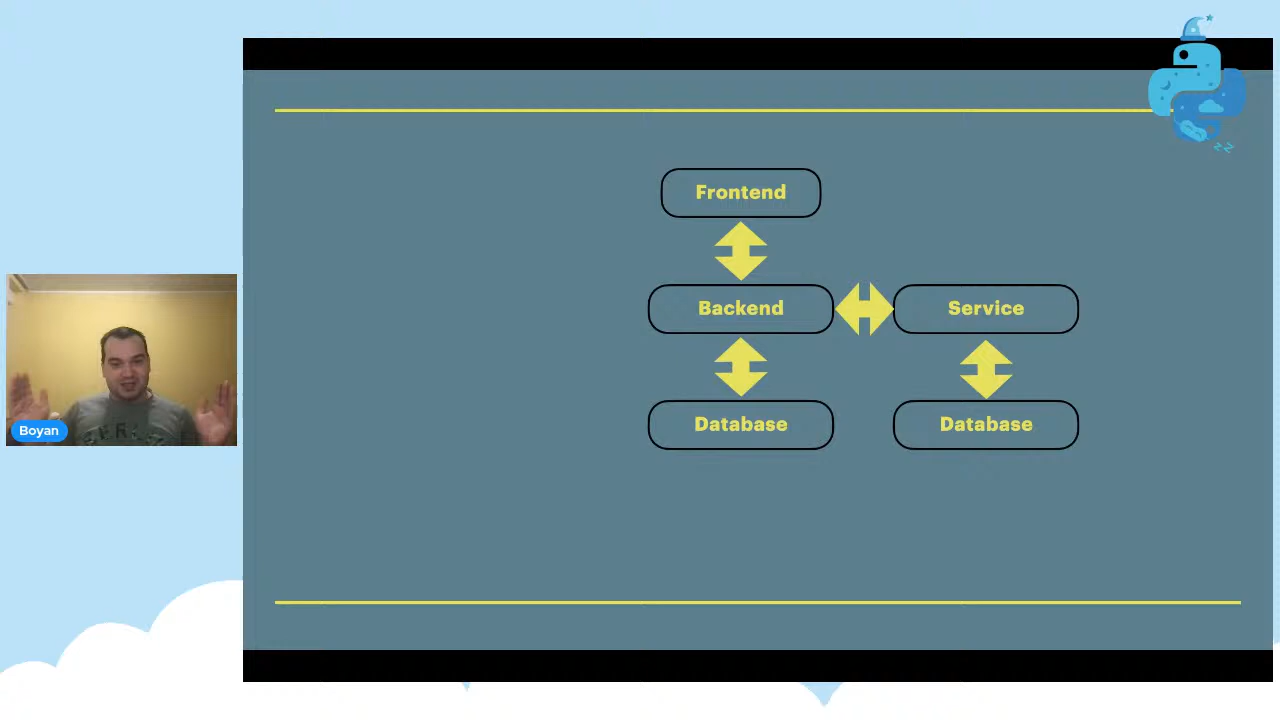 Frontend
Backend
Service
Database
Database
Boyan